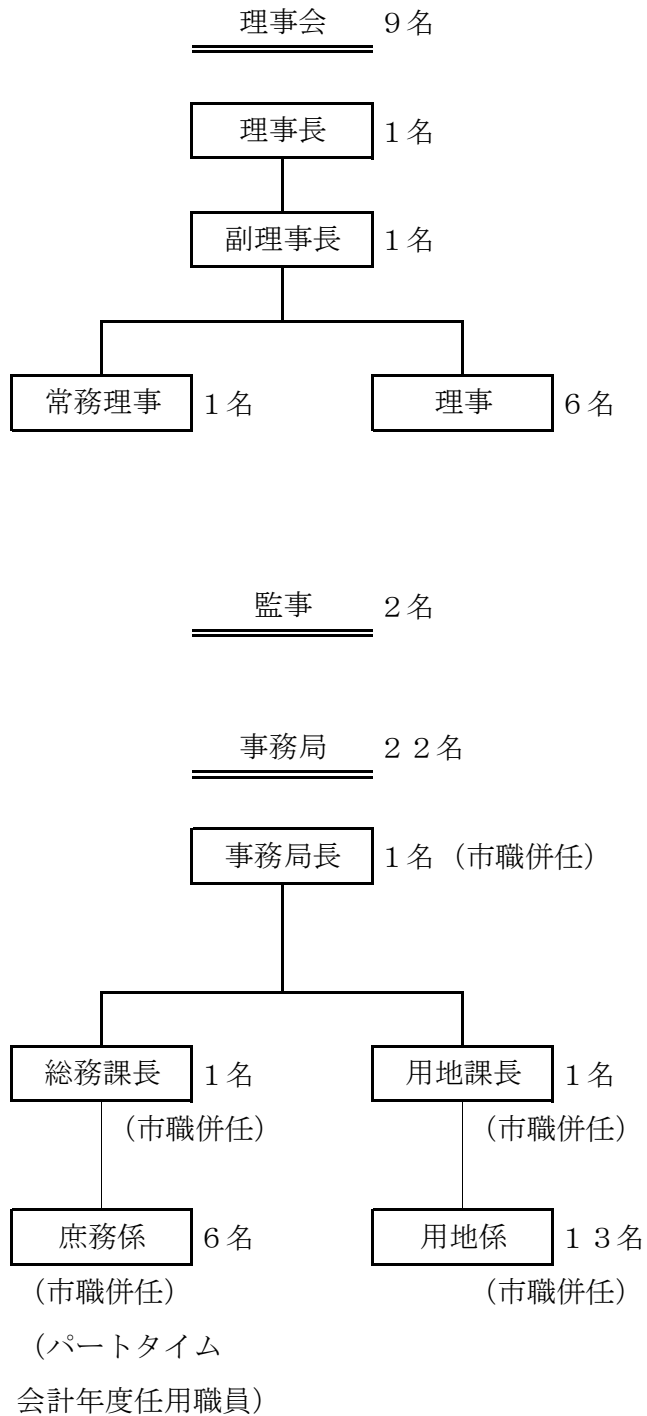 理事会　９名
理事長　１名
副理事長　１名
常務理事　１名　理事　６名
監事　２名
事務局　２２名
事務局長　１名（市職併任）
総務課長　１名　用地課長　１名
（市職併任）　（市職併任）
庶務係　６名　用地係　１３名
（市職併任）　（市職併任）
（パートタイム
会計年度任用職員）